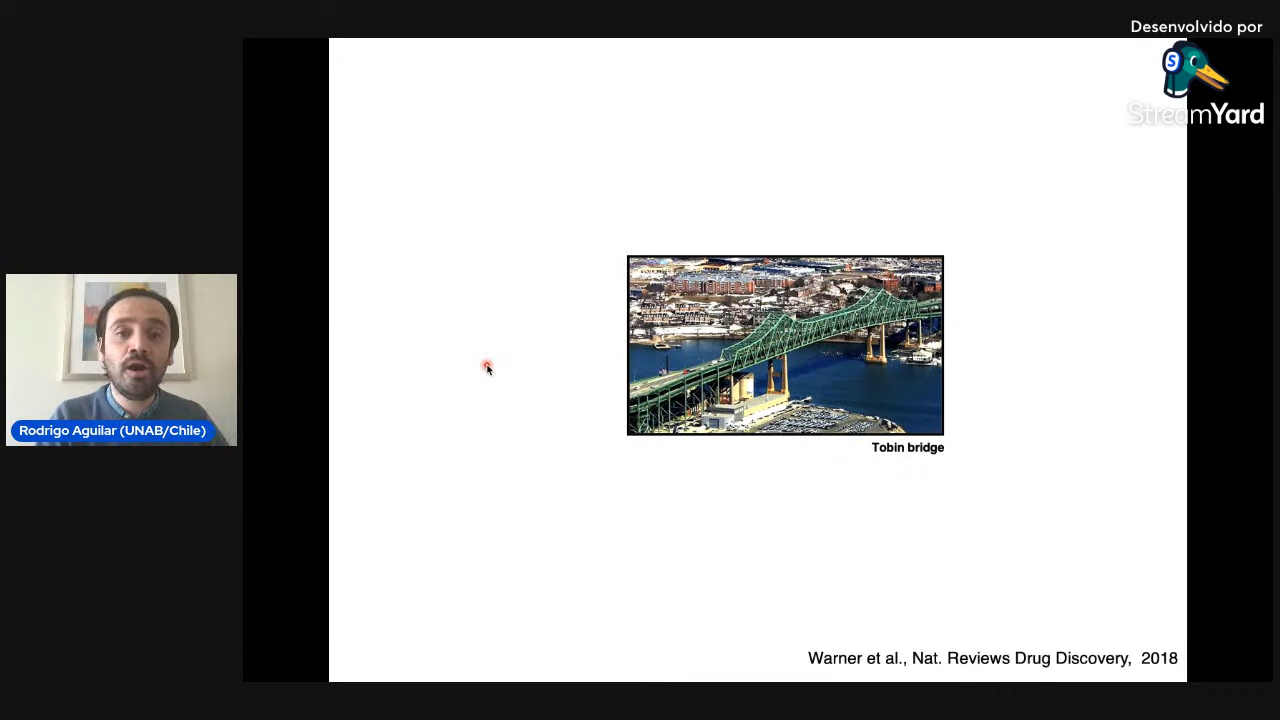 Desenvolvido por
S
StreamYard
Rodrigo Aguilar (UNAB/Chile)
Tobin bridge
Warner et al., Nat. Reviews Drug Discovery, 2018